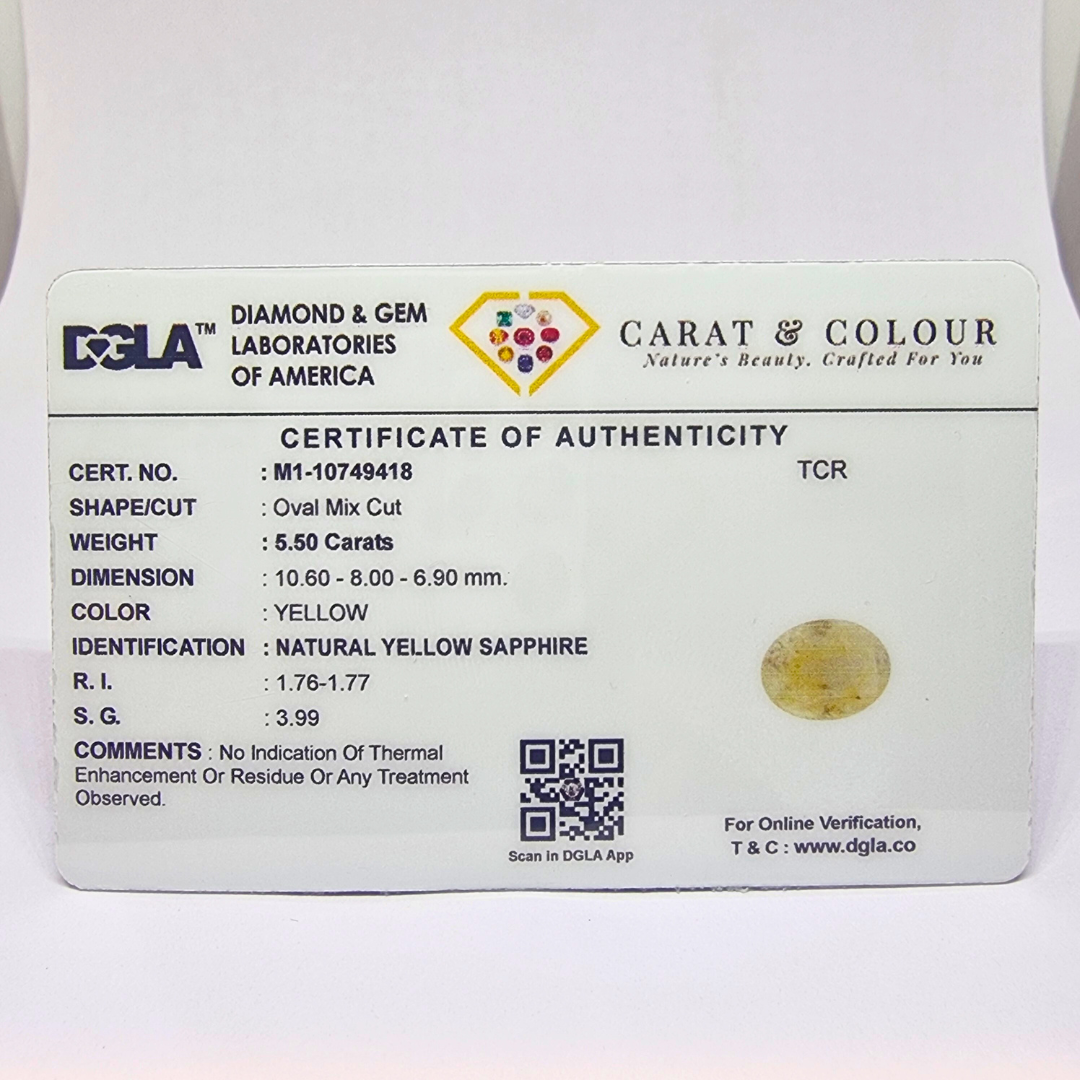 DGLA™
DIAMOND & GEM
LABORATORIES
OF AMERICA
CARAT & COLOUR
Nature's Beauty. Crafted For You
CERTIFICATE OF AUTHENTICITY
CERT. NO. : M1-10749418
TCR
SHAPE/CUT : Oval Mix Cut
WEIGHT : 5.50 Carats
DIMENSION : 10.60 - 8.00 - 6.90 mm.
COLOR : YELLOW
IDENTIFICATION : NATURAL YELLOW SAPPHIRE
R. I. : 1.76-1.77
S. G. : 3.99
COMMENTS : No Indication Of Thermal
Enhancement Or Residue Or Any Treatment
Observed.
Scan in DGLA App
For Online Verification,
T & C : www.dgla.co